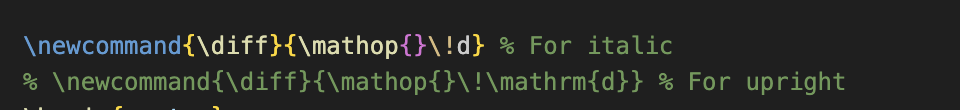 \newcommand{\diff}{\mathop{}\!d} % For italic
% \newcommand{\diff}{\mathop{}\!\mathrm{d}} % For upright